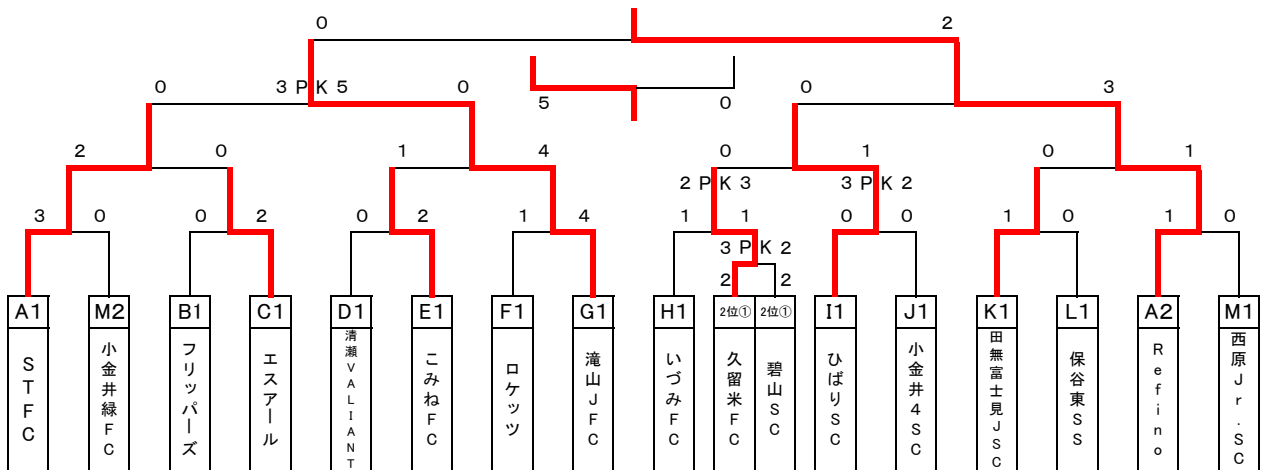 0 2
0 3 P K 5 0 5 0 0 3
2 0 1 4 0 1 0 1
2 P K 3 3 P K 2
3 0 0 2 0 2 1 4 1 1 0 0 1 0 1 0
3 P K 2
2 2
A1 M2 B1 C1 D1 E1 F1 G1 H1 2位① 2位① I1 J1 K1 L1 A2 M1
STFC
小金井緑FC
フリッパーズ
エスアール
清瀬VALIANT
こみねFC
ロケッツ
滝山JFC
いづみFC
久留米FC
碧山SC
ひばりSC
小金井4SC
田無富士見JSC
保谷東SS
Refino
西原Jr.SC